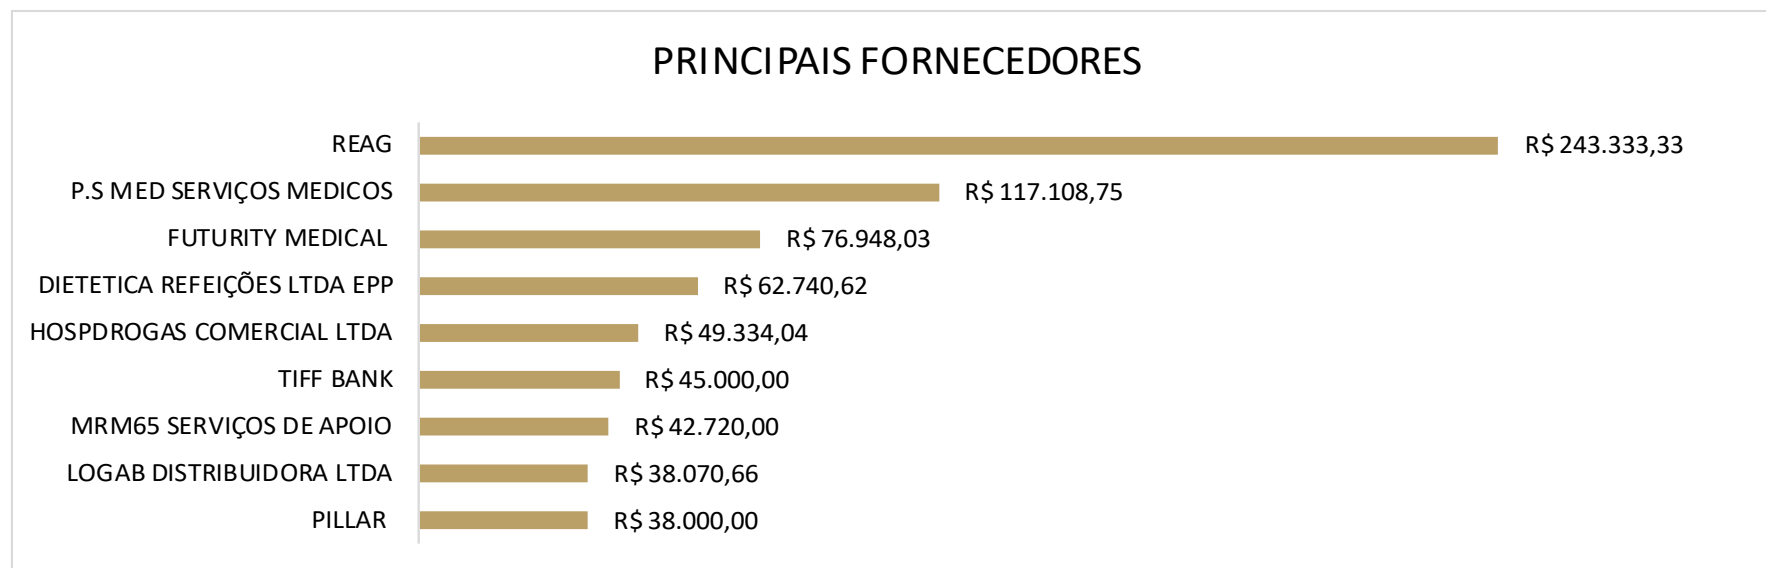 PRINCIPAIS FORNECEDORES
REAG R$ 243.333,33
P.S MED SERVIÇOS MEDICOS R$ 117.108,75
FUTURITY MEDICAL R$ 76.948,03
DIETETICA REFEIÇÕES LTDA EPP R$ 62.740,62
HOSPDROGAS COMERCIAL LTDA R$ 49.334,04
TIFF BANK R$ 45.000,00
MRM65 SERVIÇOS DE APOIO R$ 42.720,00
LOGAB DISTRIBUIDORA LTDA R$ 38.070,66
PILLAR R$ 38.000,00